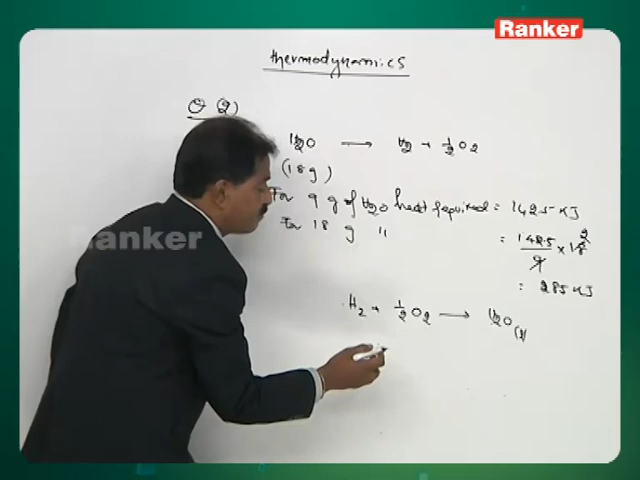 Ranker
Thermodynamics
Q (2)
H2O → H2 + 1/2 O2
(18 g)
For 9 g of H2O heat required = 142.5 KJ
For 18 g "
= 142.5/9 × 18 2
= 285 KJ
H2 + 1/2 O2 → H2O(l)
Ranker